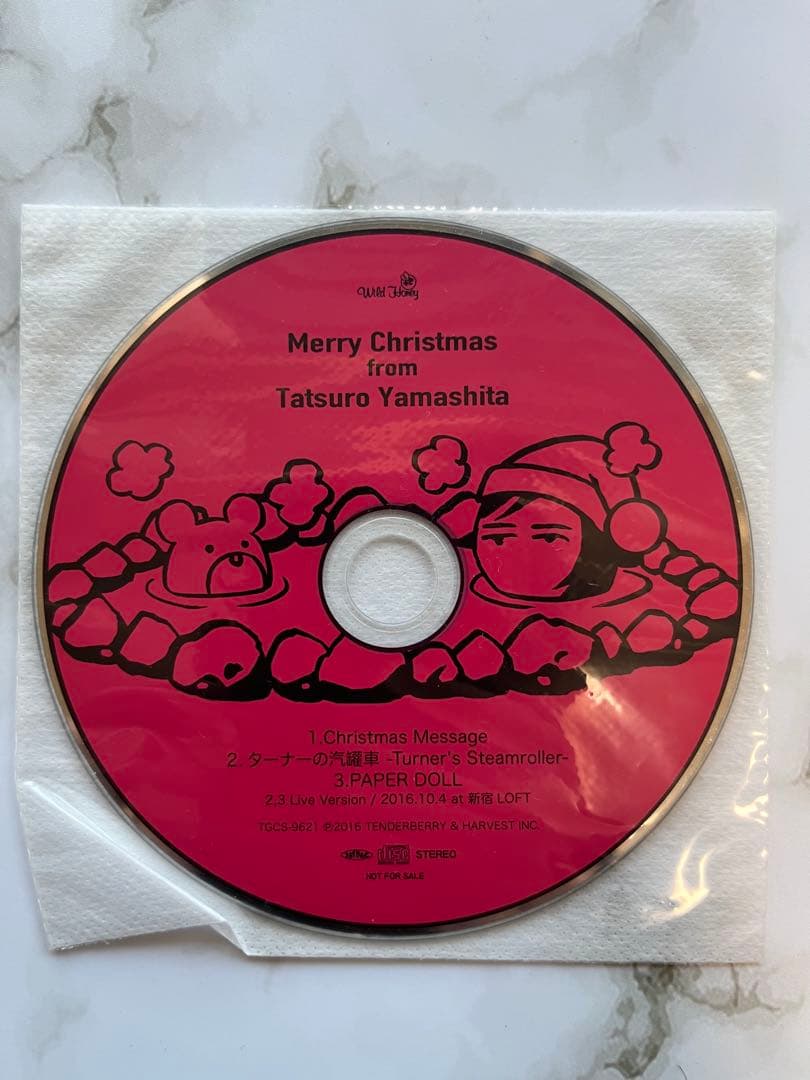 Wild Honey
Merry Christmas
from
Tatsuro Yamashita
1.Christmas Message
2. ターナーの汽罐車 -Turner's Steamroller-
3.PAPER DOLL
2,3.Live Version / 2016.10.4 at 新宿 LOFT
TGCS-9621 ℗2016 TENDERBERRY & HARVEST INC.
STEREO
NOT FOR SALE